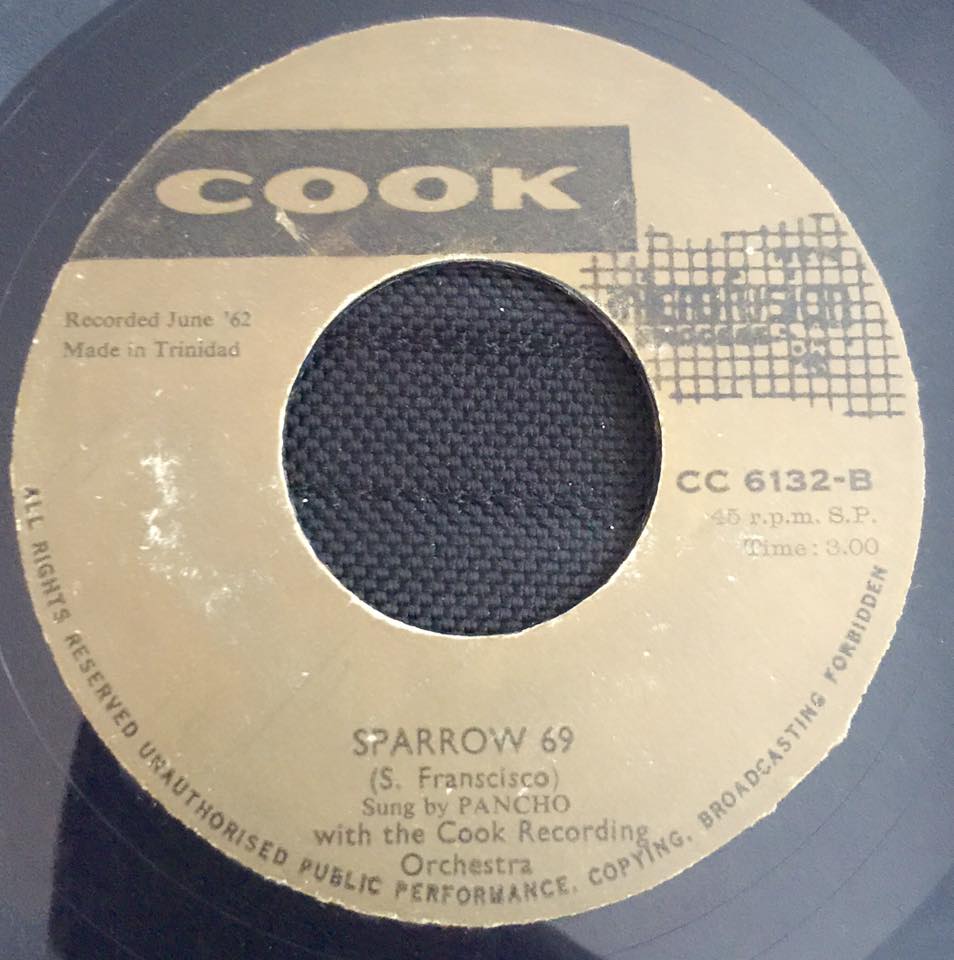 COOK
Recorded June '62
Made in Trinidad
CC 6132-B
45 r.p.m. S.P.
Time: 3.00
SPARROW 69
(S. Franscisco)
Sung by PANCHO
with the Cook Recording
Orchestra
ALL RIGHTS RESERVED UNAUTHORISED PUBLIC PERFORMANCE, COPYING, BROADCASTING FORBIDDEN